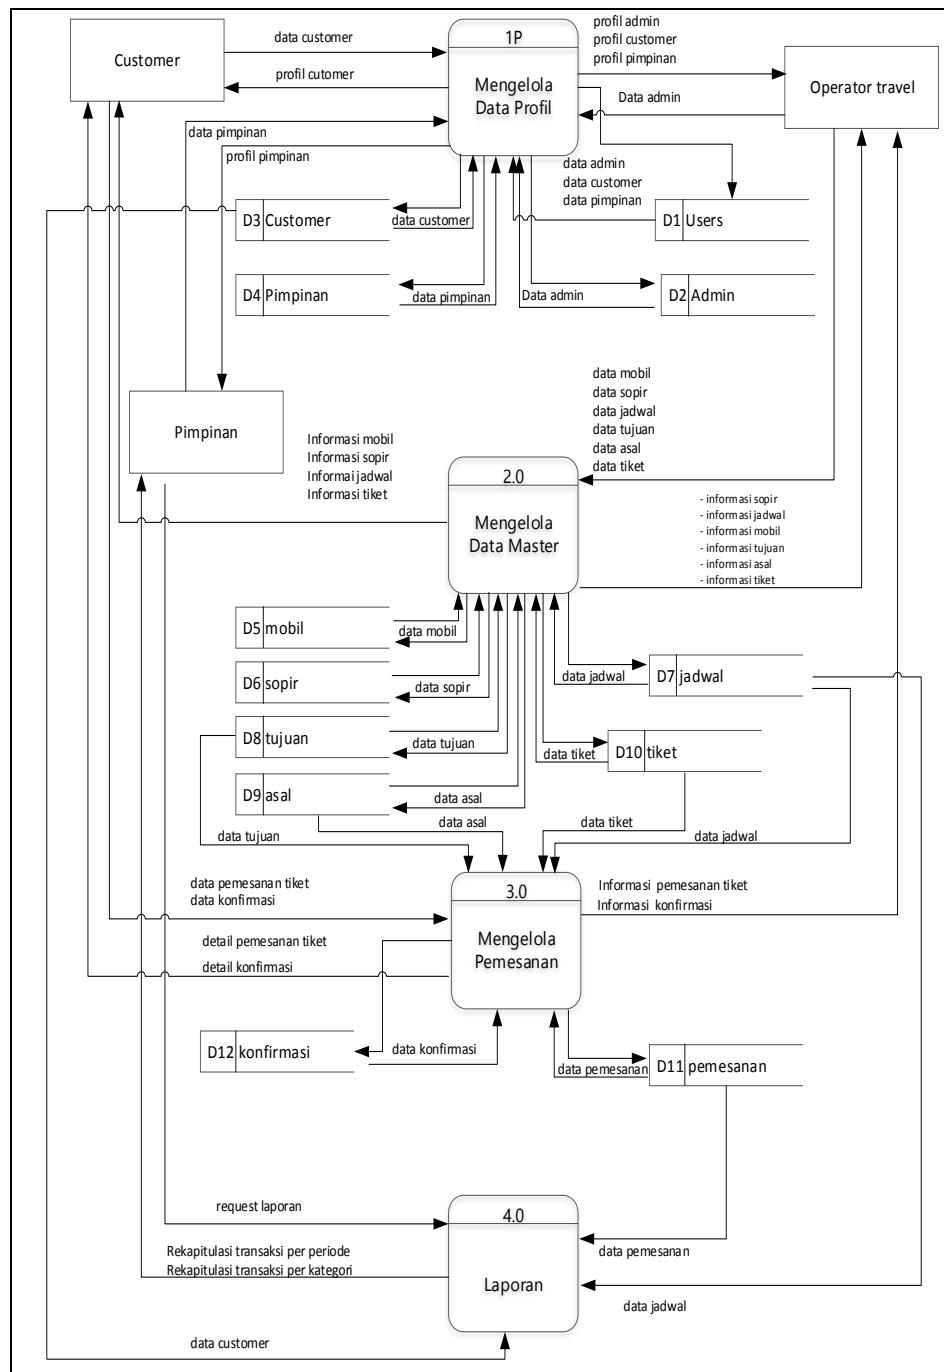 data customer
1P
profil admin
profil customer
profil pimpinan
Customer
profil cutomer
Mengelola
Data Profil
Operator travel
Data admin
data pimpinan
profil pimpinan
data admin
data customer
data pimpinan
D3 Customer
data customer
D1 Users
D4 Pimpinan
data pimpinan
Data admin
D2 Admin
data mobil
data sopir
data jadwal
data tujuan
data asal
data tiket
Pimpinan
Informasi mobil
Informasi sopir
Informai jadwal
Informasi tiket
2.0
Mengelola
Data Master
- informasi sopir
- informasi jadwal
- informasi mobil
- informasi tujuan
- informasi asal
- informasi tiket
D5 mobil
data mobil
D6 sopir
data sopir
data jadwal
D7 jadwal
D8 tujuan
data tujuan
data tiket
D10 tiket
D9 asal
data asal
data tujuan
data asal
data tiket
data jadwal
data pemesanan tiket
data konfirmasi
3.0
Informasi pemesanan tiket
Informasi konfirmasi
detail pemesanan tiket
detail konfirmasi
Mengelola
Pemesanan
D12 konfirmasi
data konfirmasi
data pemesanan
D11 pemesanan
request laporan
4.0
Rekapitulasi transaksi per periode
Rekapitulasi transaksi per kategori
Laporan
data pemesanan
data jadwal
data customer